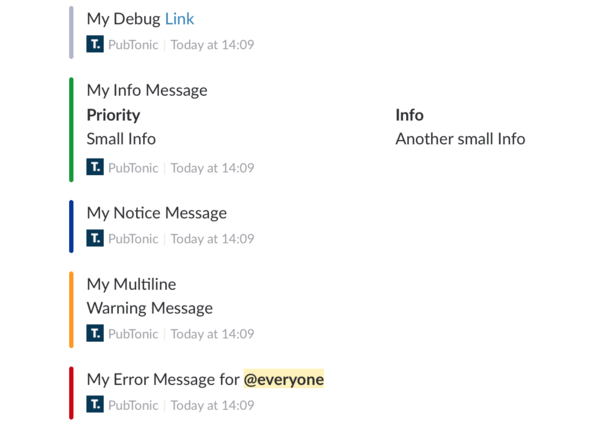 My Debug Link
T. PubTonic | Today at 14:09
My Info Message
Priority Info
Small Info Another small Info
T. PubTonic | Today at 14:09
My Notice Message
T. PubTonic | Today at 14:09
My Multiline
Warning Message
T. PubTonic | Today at 14:09
My Error Message for @everyone
T. PubTonic | Today at 14:09